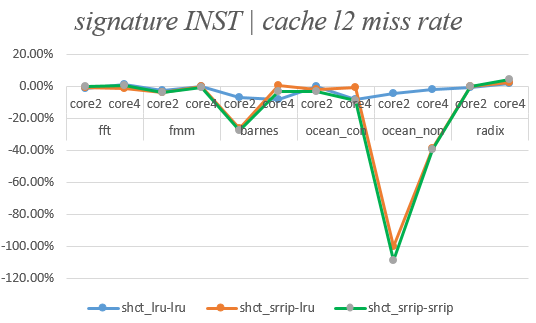 signature INST | cache l2 miss rate
20.00%
0.00%
-20.00%
-40.00%
-60.00%
-80.00%
-100.00%
-120.00%
core2 core4 core2 core4 core2 core4 core2 core4 core2 core4 core2 core4
fft fmm barnes ocean_con ocean_non radix
shct_lru-lru shct_srrip-lru shct_srrip-srrip